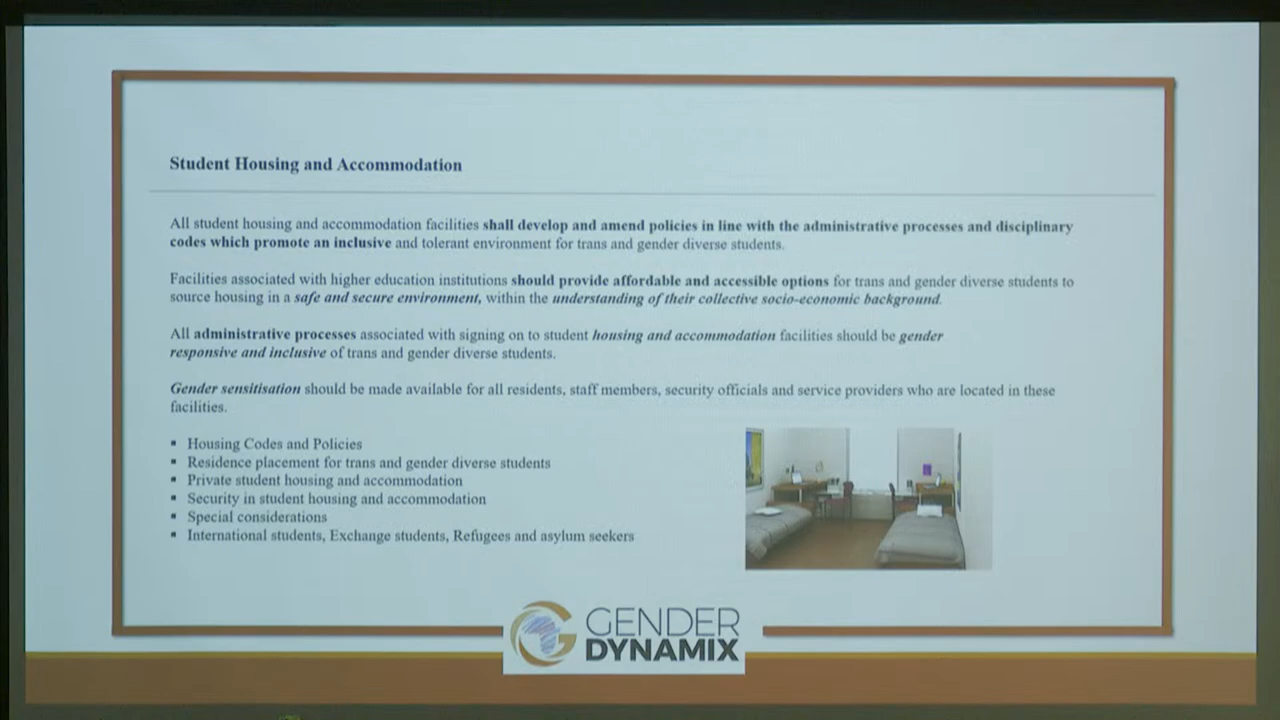 Student Housing and Accommodation
All student housing and accommodation facilities shall develop and amend policies in line with the administrative processes and disciplinary
codes which promote an inclusive and tolerant environment for trans and gender diverse students.
Facilities associated with higher education institutions should provide affordable and accessible options for trans and gender diverse students to
source housing in a safe and secure environment, within the understanding of their collective socio-economic background.
All administrative processes associated with signing on to student housing and accommodation facilities should be gender
responsive and inclusive of trans and gender diverse students.
Gender sensitisation should be made available for all residents, staff members, security officials and service providers who are located in these
facilities.
▪ Housing Codes and Policies
▪ Residence placement for trans and gender diverse students
▪ Private student housing and accommodation
▪ Security in student housing and accommodation
▪ Special considerations
▪ International students, Exchange students, Refugees and asylum seekers
GENDER
DYNAMIX